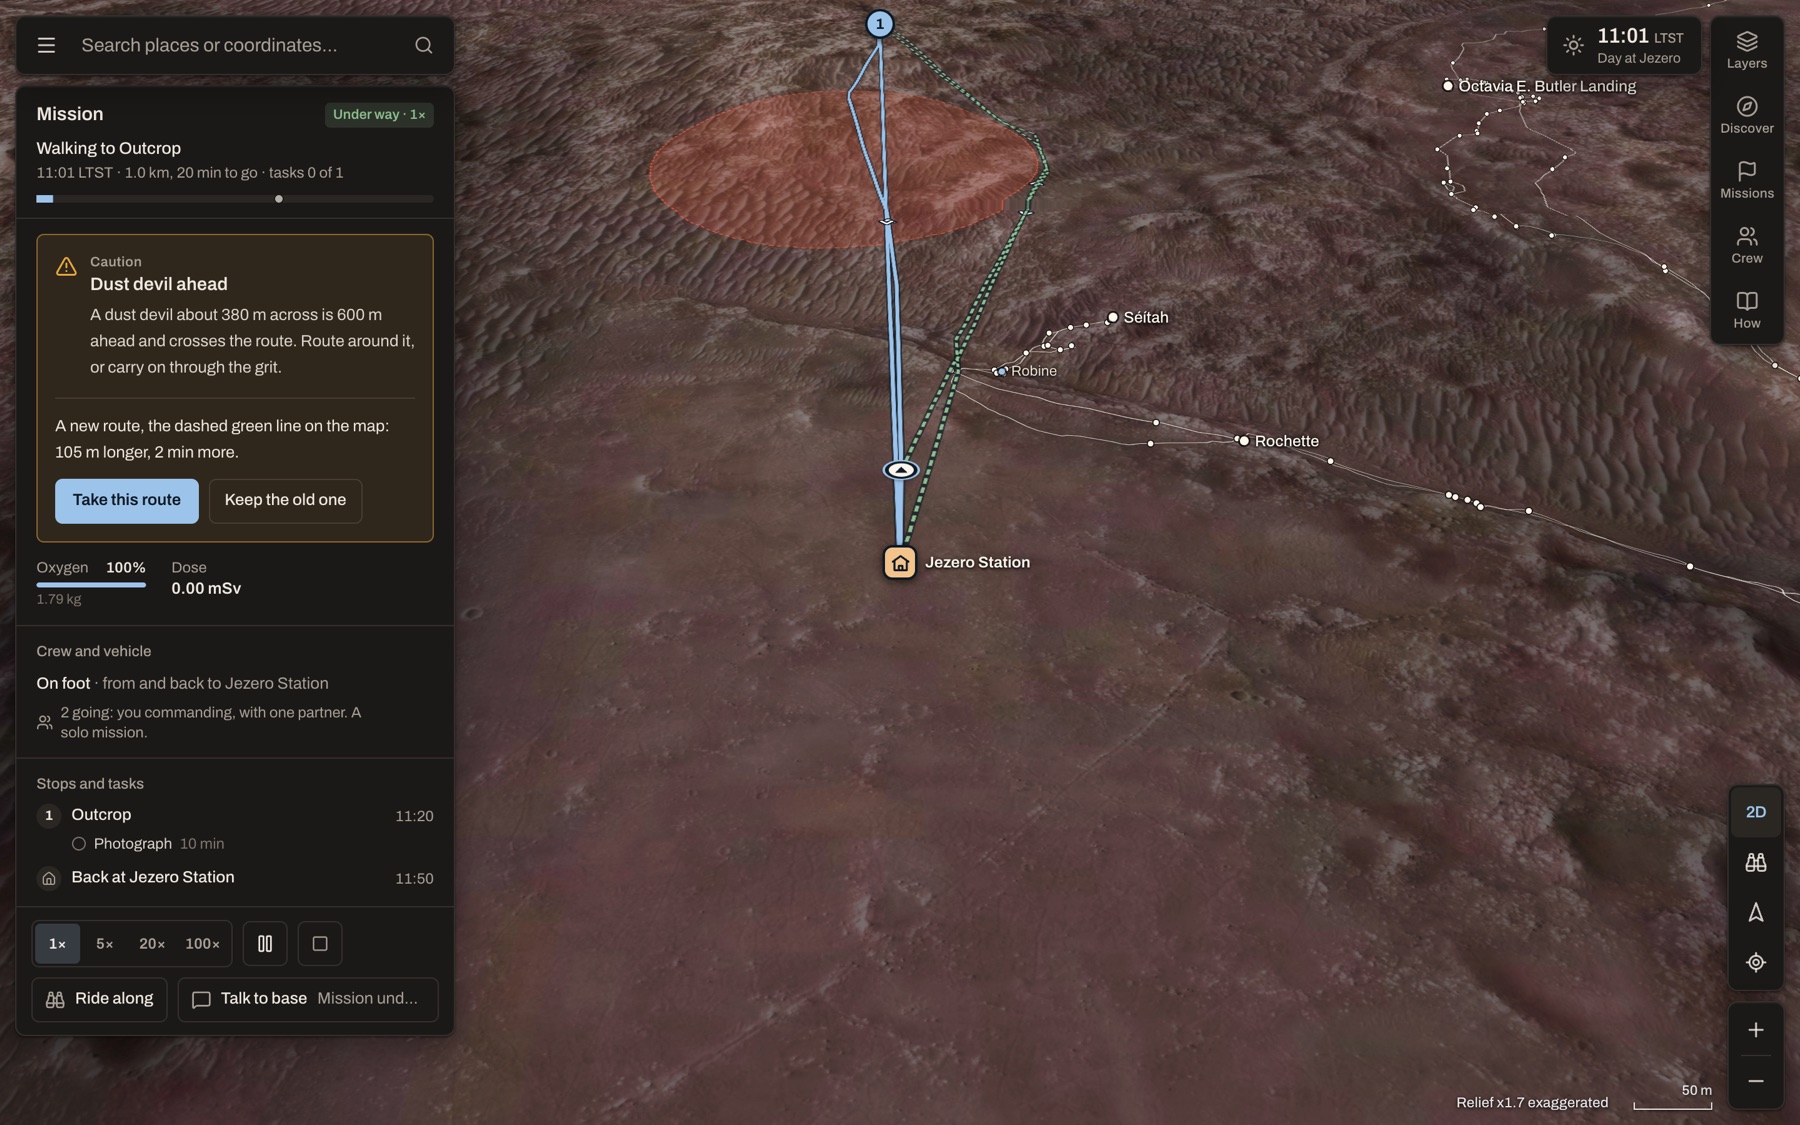 Search places or coordinates...
Mission
Under way · 1×
Walking to Outcrop
11:01 LTST · 1.0 km, 20 min to go · tasks 0 of 1
Caution
Dust devil ahead
A dust devil about 380 m across is 600 m
ahead and crosses the route. Route around it,
or carry on through the grit.
A new route, the dashed green line on the map:
105 m longer, 2 min more.
Take this route
Keep the old one
Oxygen 100%
1.79 kg
Dose
0.00 mSv
Crew and vehicle
On foot · from and back to Jezero Station
2 going: you commanding, with one partner. A
solo mission.
Stops and tasks
1 Outcrop 11:20
Photograph 10 min
Back at Jezero Station 11:50
1× 5× 20× 100×
Ride along
Talk to base Mission und...
1
Octavia E. Butler Landing
Séítah
Robine
Rochette
Jezero Station
11:01 LTST
Day at Jezero
Layers
Discover
Missions
Crew
How
2D
Relief x1.7 exaggerated
50 m